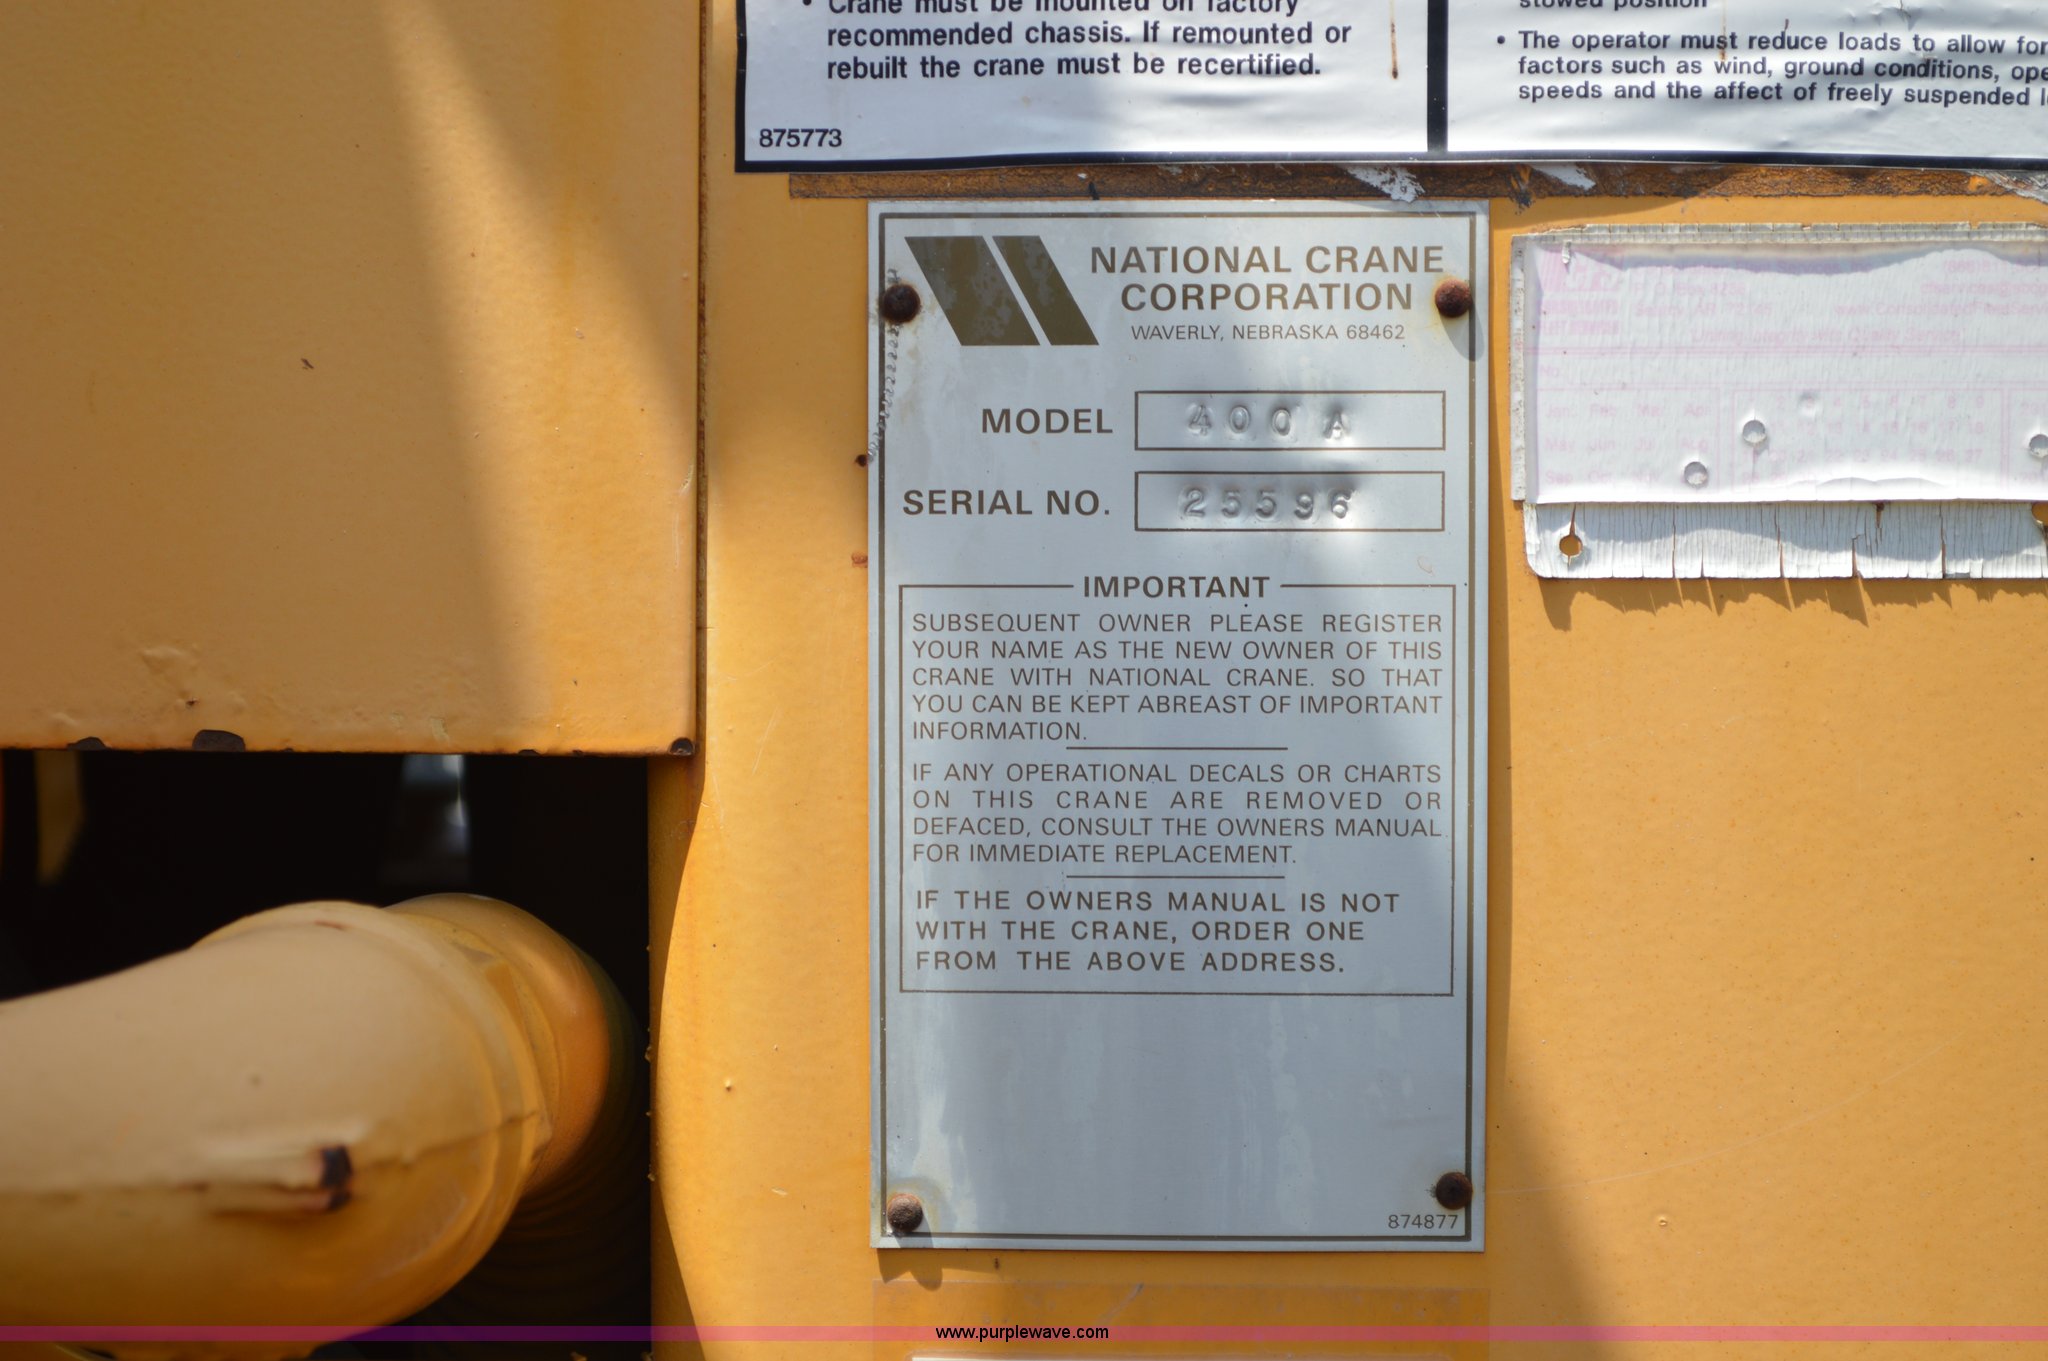 Crane must be mounted on factory
recommended chassis. If remounted or
rebuilt the crane must be recertified.
875773
stowed position
• The operator must reduce loads to allow for
factors such as wind, ground conditions,
speeds and the affect of freely suspended
NATIONAL CRANE
CORPORATION
WAVERLY, NEBRASKA 68462
MODEL 400A
SERIAL NO. 25596
IMPORTANT
SUBSEQUENT OWNER PLEASE REGISTER
YOUR NAME AS THE NEW OWNER OF THIS
CRANE WITH NATIONAL CRANE. SO THAT
YOU CAN BE KEPT ABREAST OF IMPORTANT
INFORMATION.
IF ANY OPERATIONAL DECALS OR CHARTS
ON THIS CRANE ARE REMOVED OR
DEFACED, CONSULT THE OWNERS MANUAL
FOR IMMEDIATE REPLACEMENT.
IF THE OWNERS MANUAL IS NOT
WITH THE CRANE, ORDER ONE
FROM THE ABOVE ADDRESS.
874877
www.purplewave.com